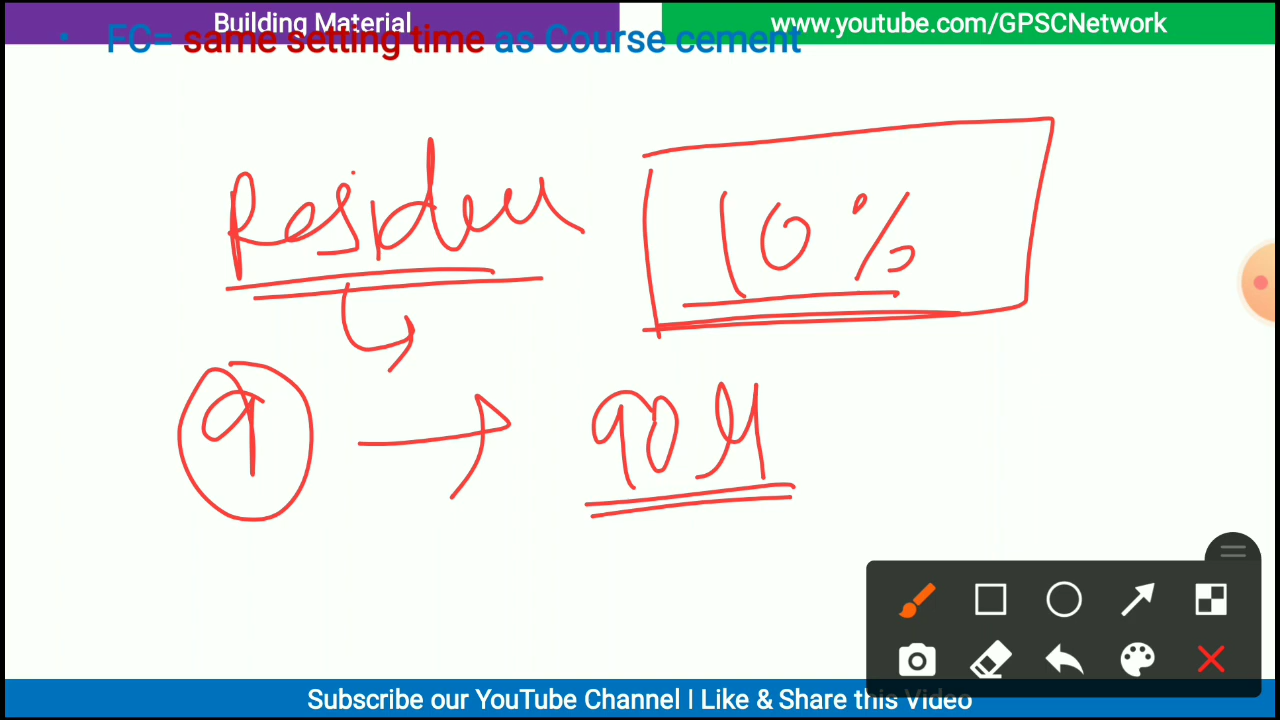 Building Material
www.youtube.com/GPSCNetwork
• FC= same setting time as Course cement
Residue
10%
9
90 μ
Subscribe our YouTube Channel I Like & Share this Video